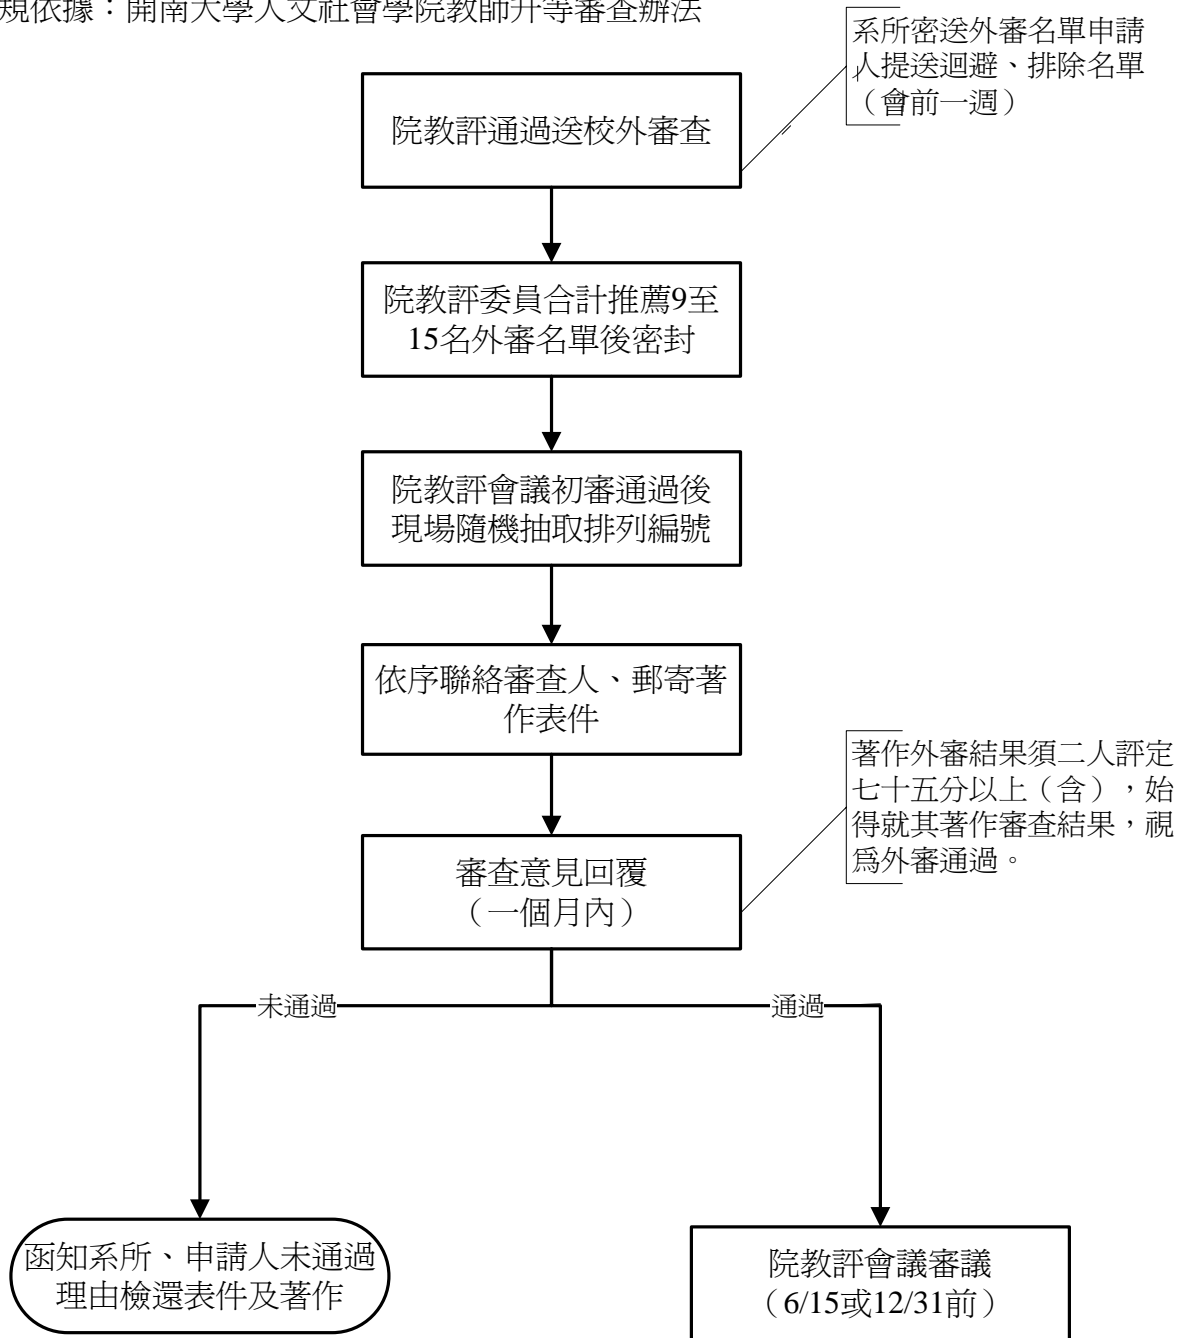 規依據：開南大學人文社會學院教師升等審查辦法
系所密送外審名單申請
人提送迴避、排除名單
（會前一週）
院教評通過送校外審查
院教評委員合計推薦9至
15名外審名單後密封
院教評會議初審通過後
現場隨機抽取排列編號
依序聯絡審查人、郵寄著
作表件
著作外審結果須二人評定
七十五分以上（含），始
得就其著作審查結果，視
為外審通過。
審查意見回覆
（一個月內）
未通過
通過
函知系所、申請人未通過
理由檢還表件及著作
院教評會議審議
（6/15或12/31前）